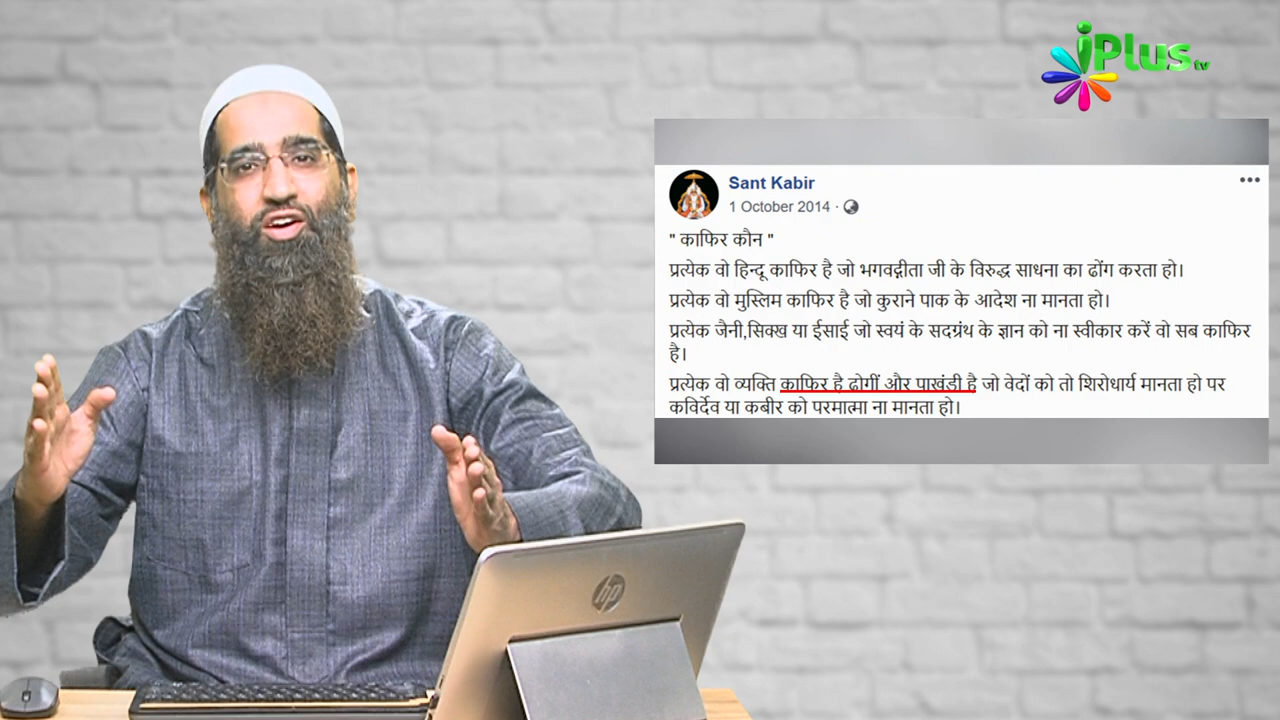 iPlus tv
Sant Kabir
1 October 2014
" काफिर कौन "
प्रत्येक वो हिन्दू काफिर है जो भगवद्गीता जी के विरुद्ध साधना का ढोंग करता हो।
प्रत्येक वो मुस्लिम काफिर है जो कुराने पाक के आदेश ना मानता हो।
प्रत्येक जैनी,सिक्ख या ईसाई जो स्वयं के सदग्रंथ के ज्ञान को ना स्वीकार करें वो सब काफिर
है।
प्रत्येक वो व्यक्ति काफिर है ढोगीं और पाखंडी है जो वेदों को तो शिरोधार्य मानता हो पर
कविर्देव या कबीर को परमात्मा ना मानता हो।
hp